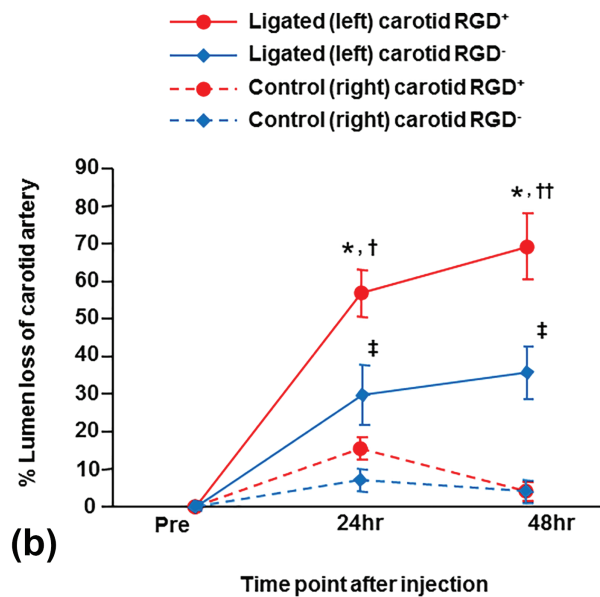 Ligated (left) carotid RGD⁺
Ligated (left) carotid RGD⁻
Control (right) carotid RGD⁺
Control (right) carotid RGD⁻
% Lumen loss of carotid artery
90
80
70
60
50
40
30
20
10
0
*, †
*, ††
‡
‡
Pre
24hr
48hr
(b)
Time point after injection